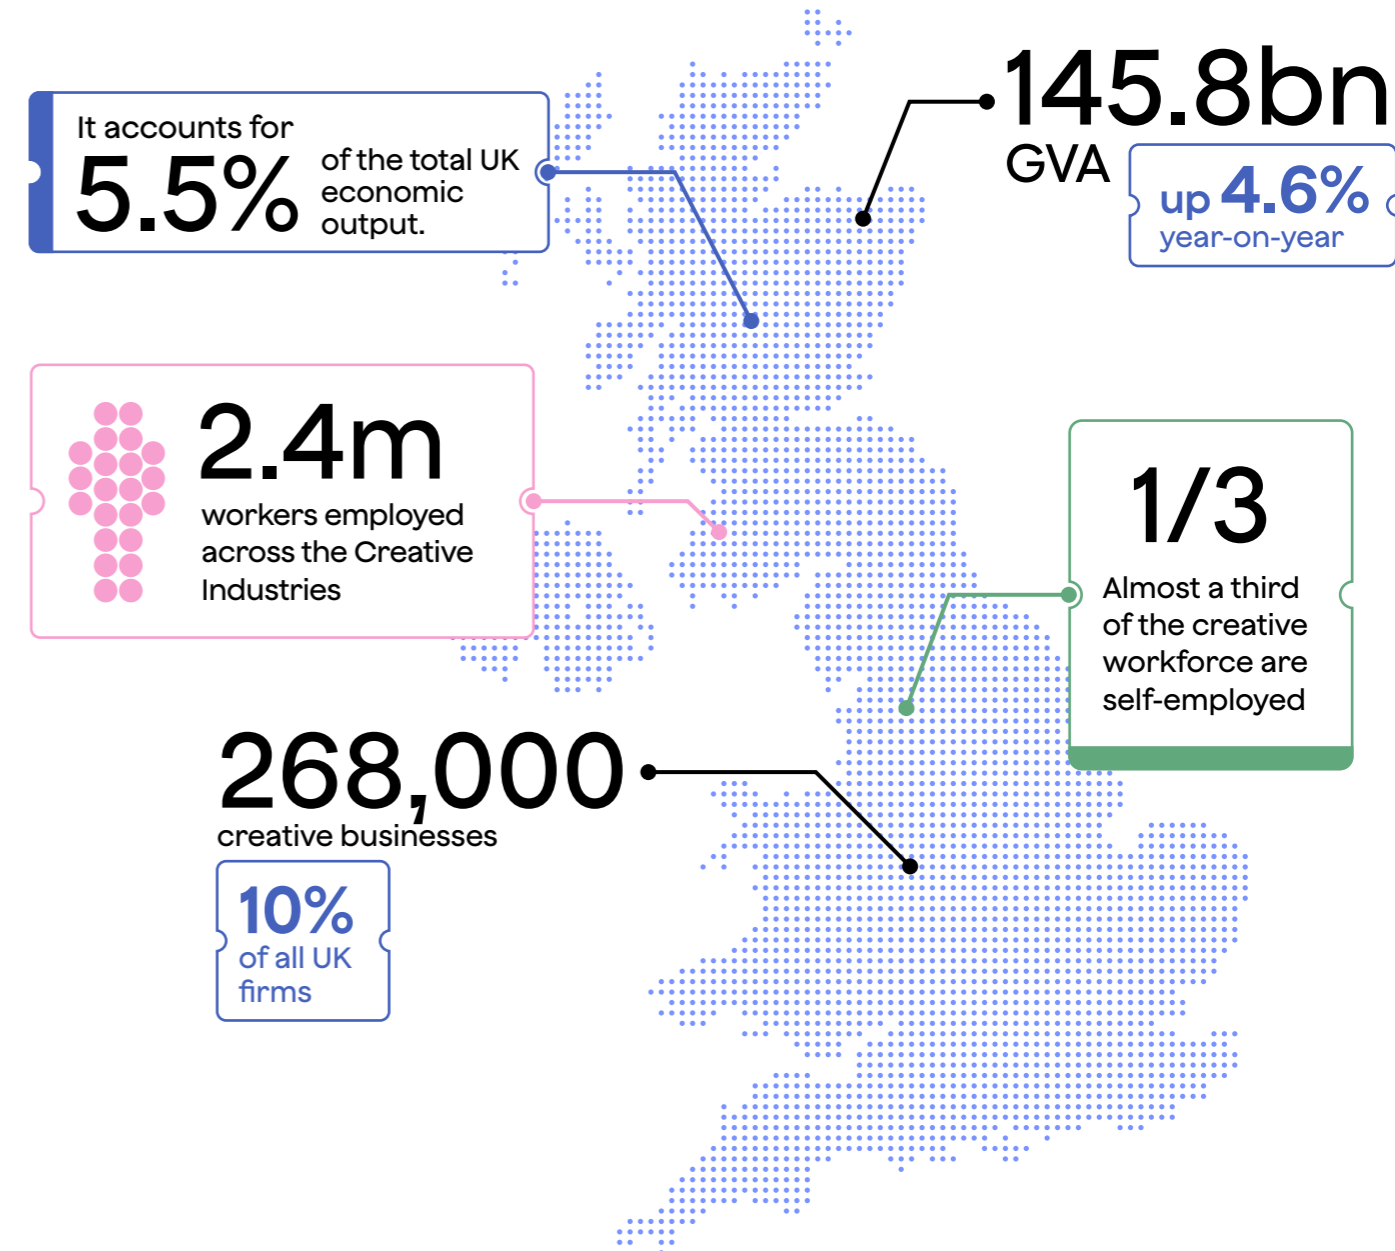 It accounts for
5.5%
of the total UK
economic
output.
145.8bn
GVA
up 4.6%
year-on-year
2.4m
workers employed
across the Creative
Industries
1/3
Almost a third
of the creative
workforce are
self-employed
268,000
creative businesses
10%
of all UK
firms